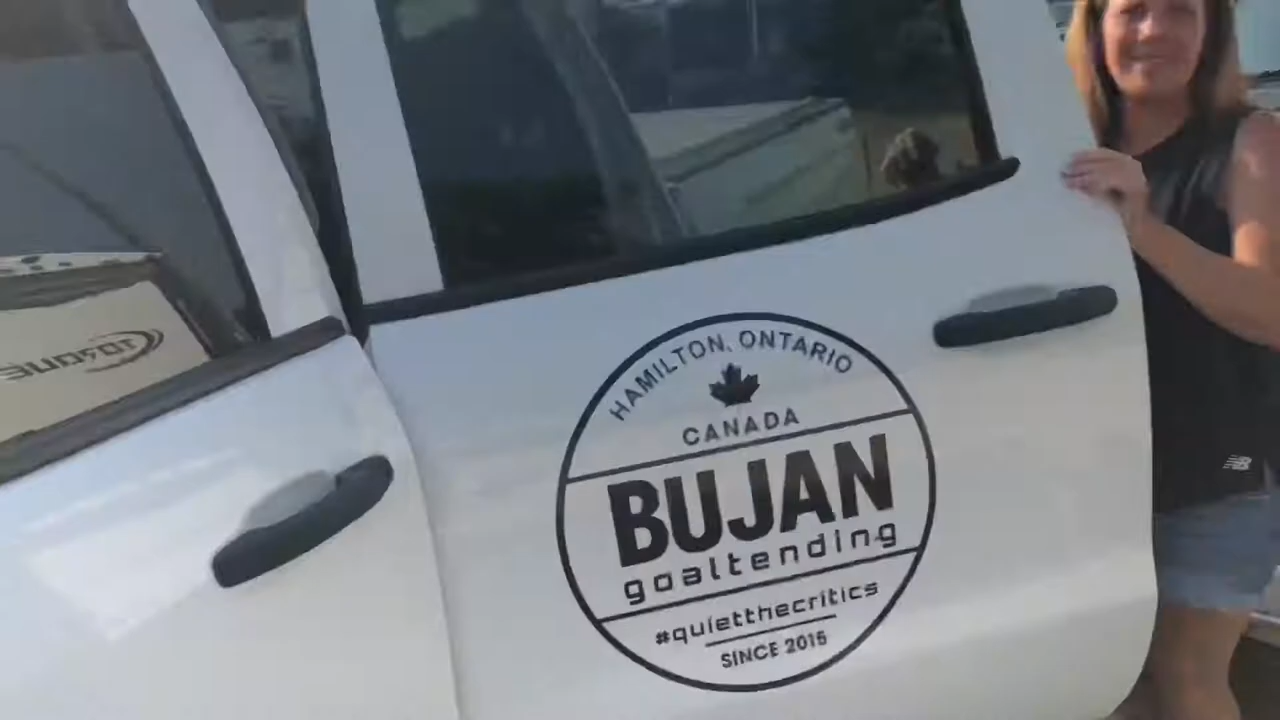 HAMILTON, ONTARIO
CANADA
BUJAN
goaltending
#quietthecritics
SINCE 2015